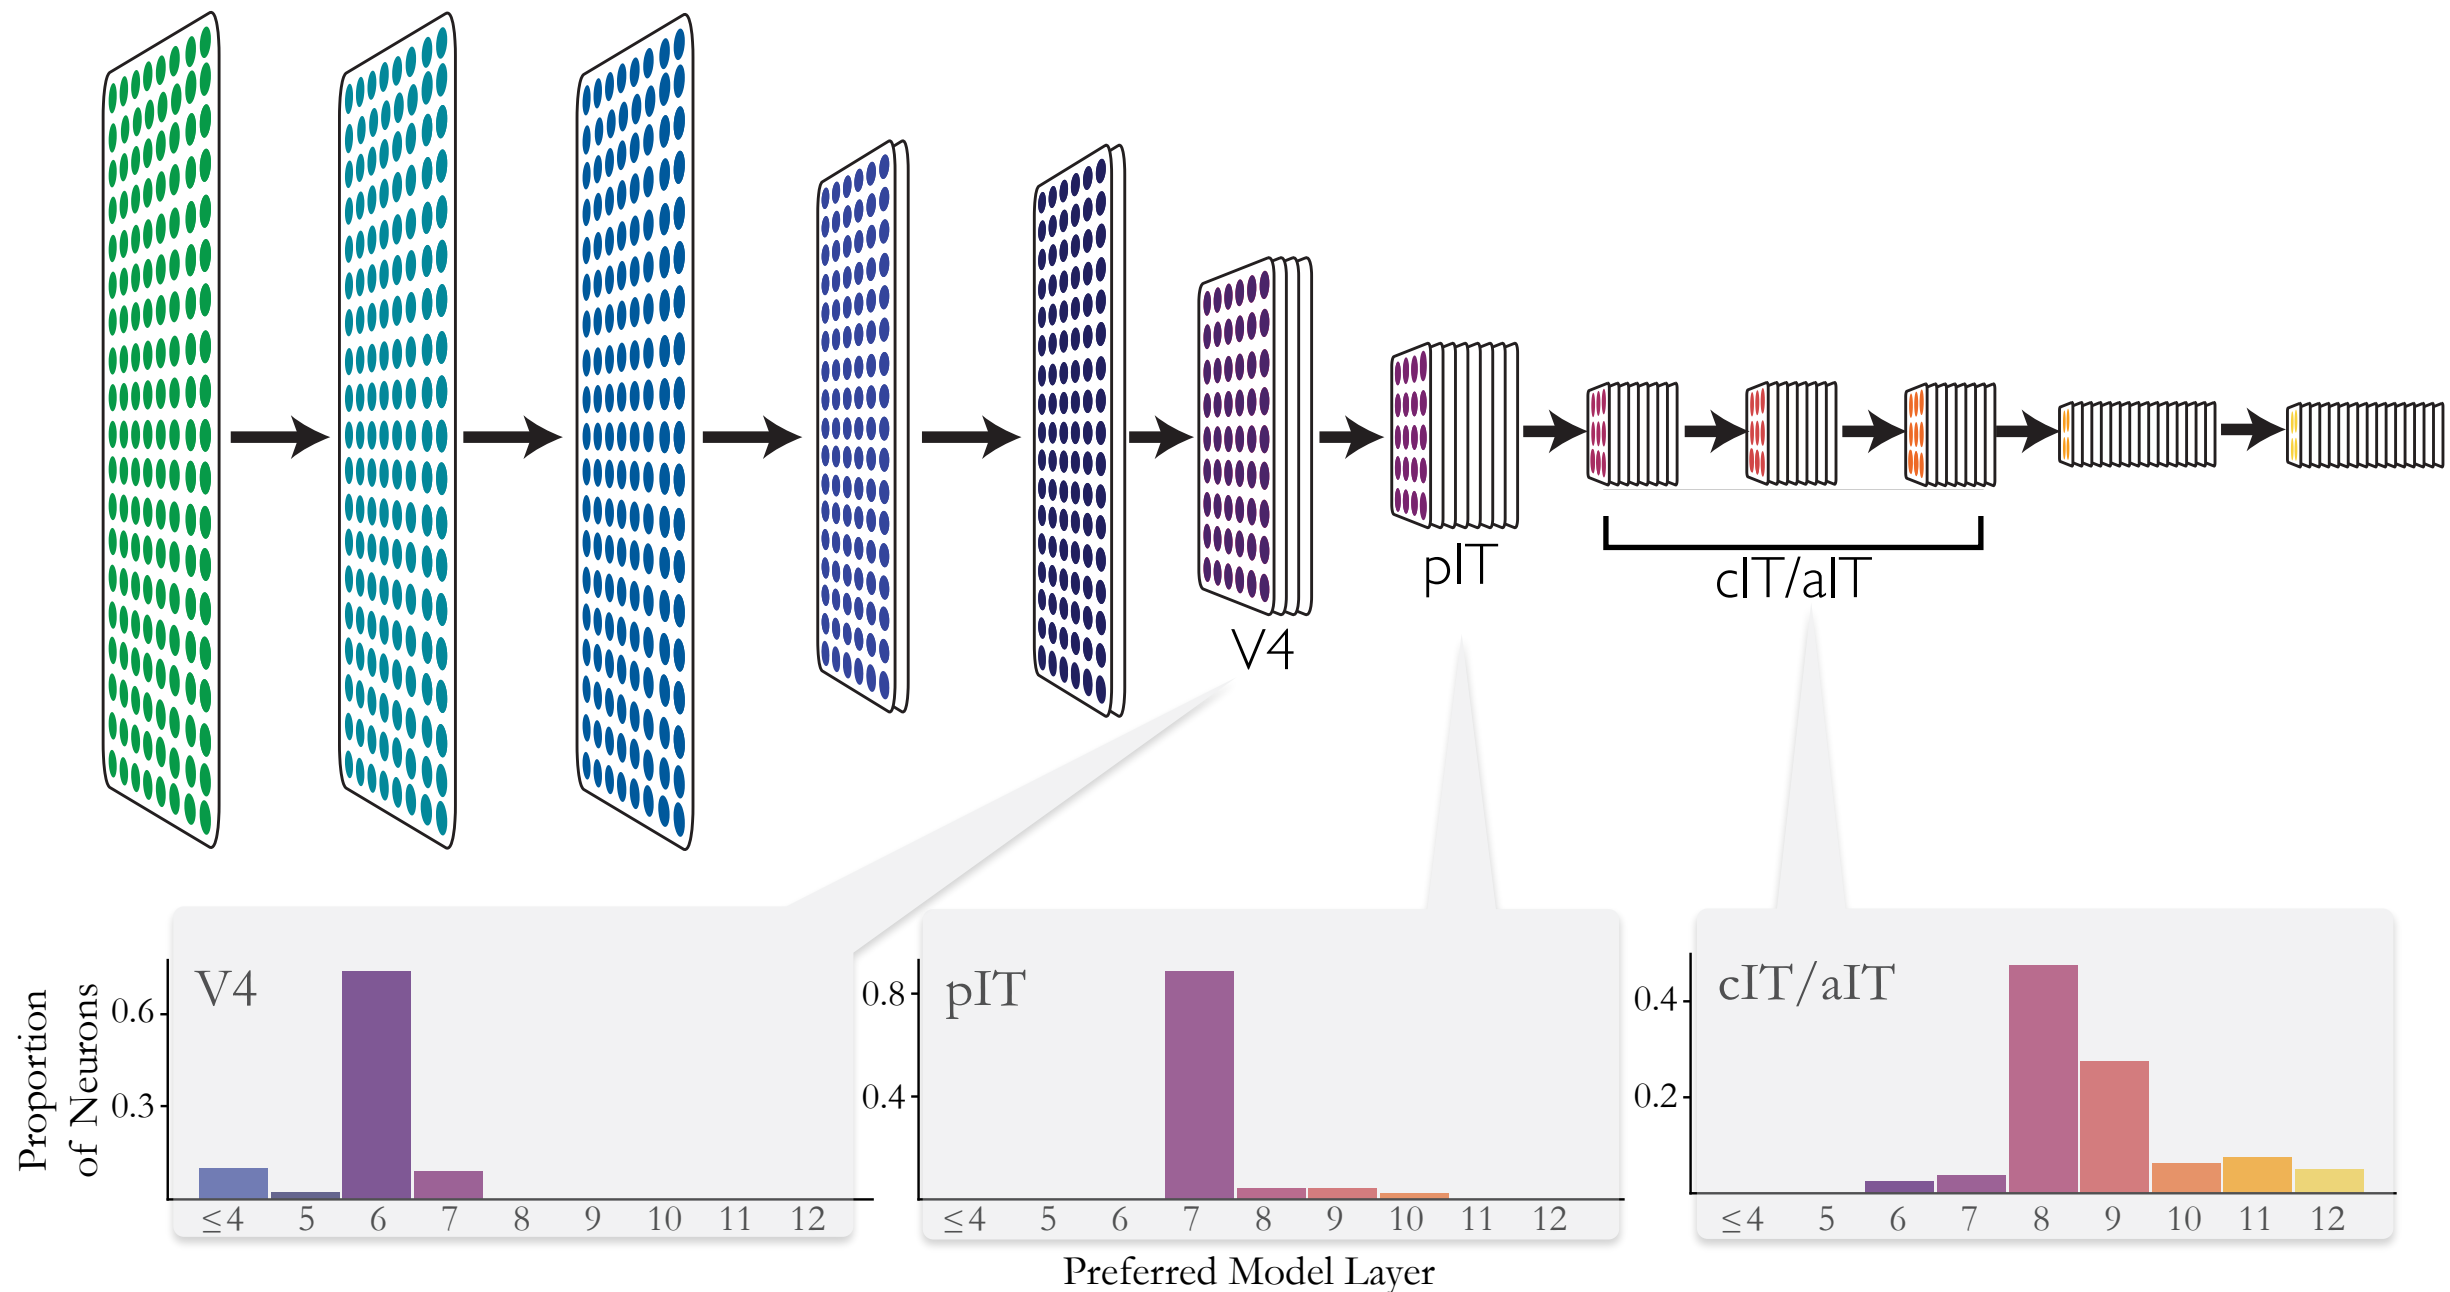 V4
pIT
cIT/aIT
Proportion
of Neurons
V4
0.6
0.3
≤4 5 6 7 8 9 10 11 12
pIT
0.8
0.4
≤4 5 6 7 8 9 10 11 12
cIT/aIT
0.4
0.2
≤4 5 6 7 8 9 10 11 12
Preferred Model Layer